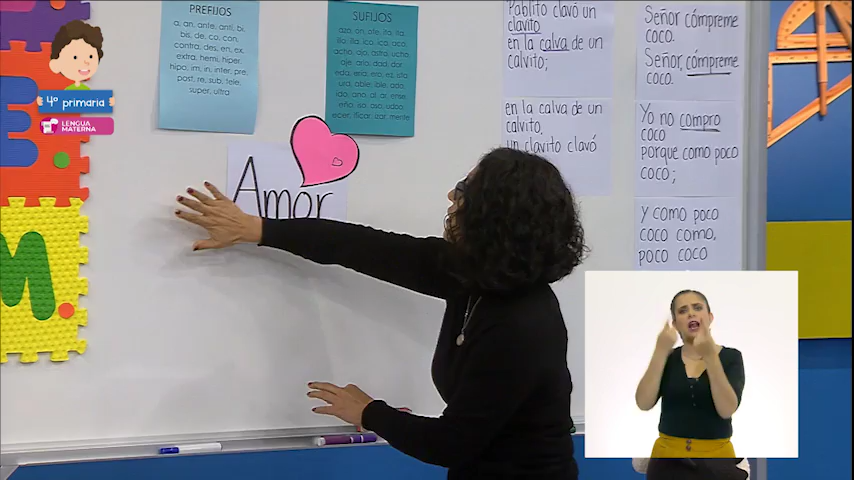 4º primaria
LENGUA
MATERNA
E
M
PREFIJOS
a, an, ante, anti, bi,
bis, de, co, con,
contra, des, en, ex,
extra, hemi, hiper,
hipo, im, in, inter, pre,
post, re, sub, tele,
super, ultra
SUFIJOS
Amor
Pablito clavó un
clavito
en la calva de un
calvito;
en la calva de un
calvito,
un clavito clavó
Señor, cómpreme
coco.
Señor, cómpreme
coco.
Yo no compro
coco
porque como poco
coco;
Y como poco
coco como,
poco coco